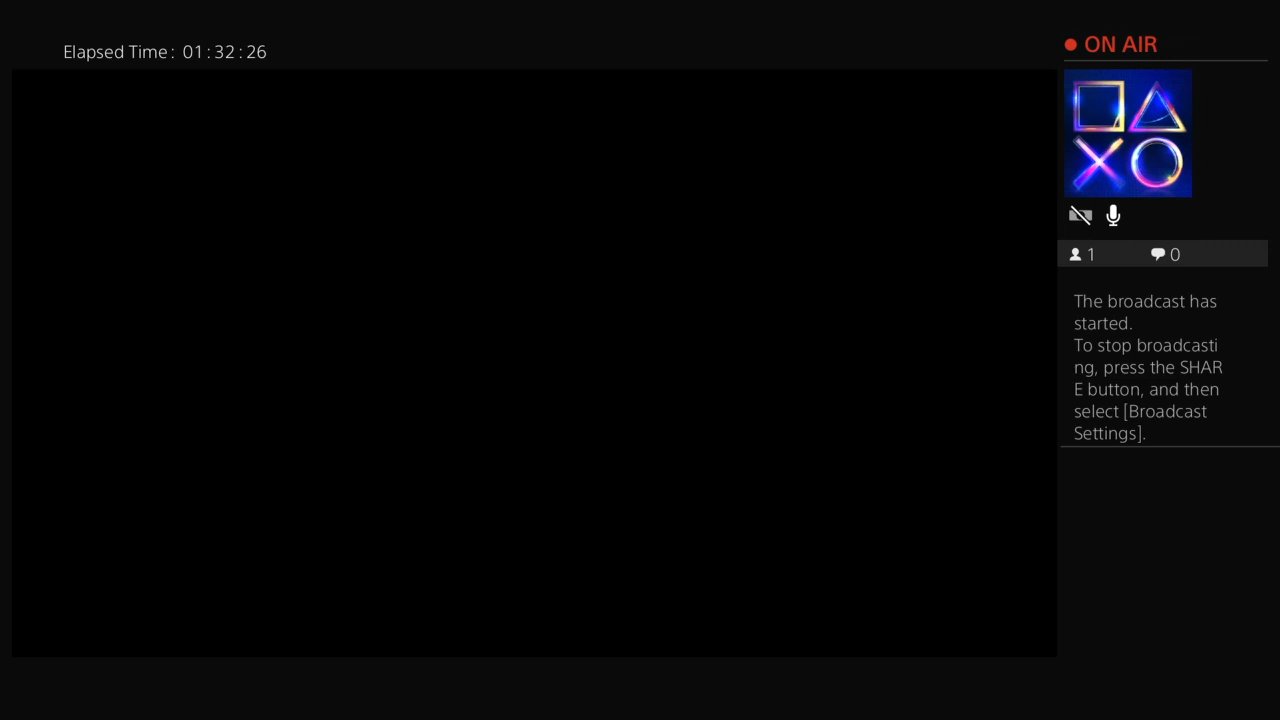 Elapsed Time: 01:32:26
ON AIR
1 0
The broadcast has
started.
To stop broadcasti
ng, press the SHAR
E button, and then
select [Broadcast
Settings].